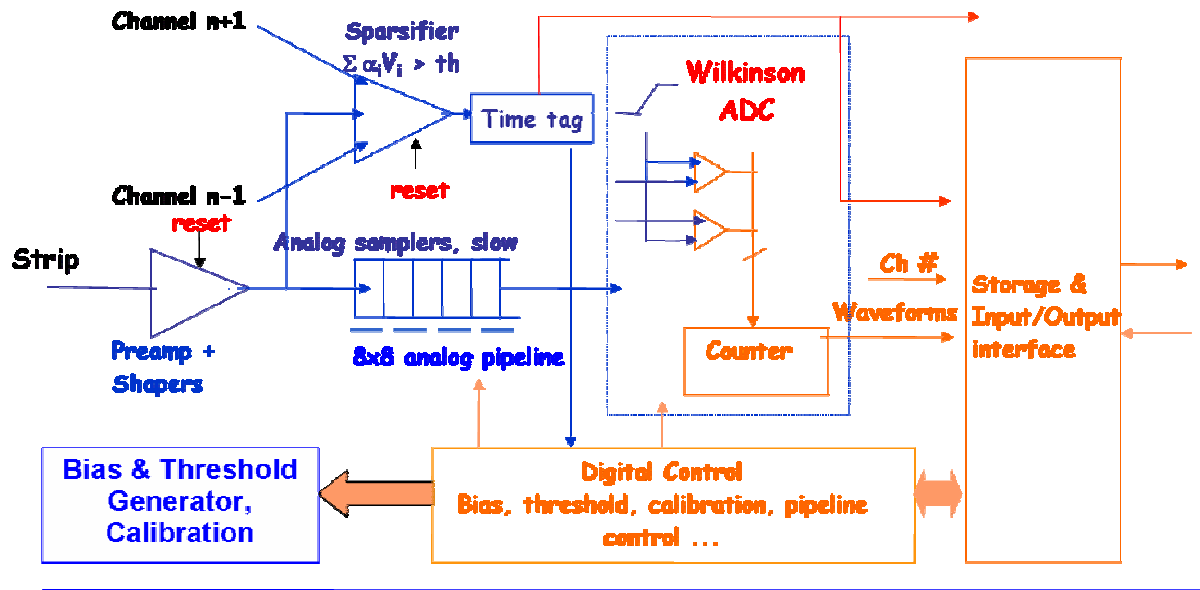 Channel n+1
Sparsifier
Σ αiVi > th
Wilkinson
ADC
Time tag
Channel n-1
reset
reset
Analog samplers, slow
Strip
Ch #
Storage &
Input/Output
interface
Waveforms
Preamp +
Shapers
8x8 analog pipeline
Counter
Bias & Threshold
Generator,
Calibration
Digital Control
Bias, threshold, calibration, pipeline
control ...